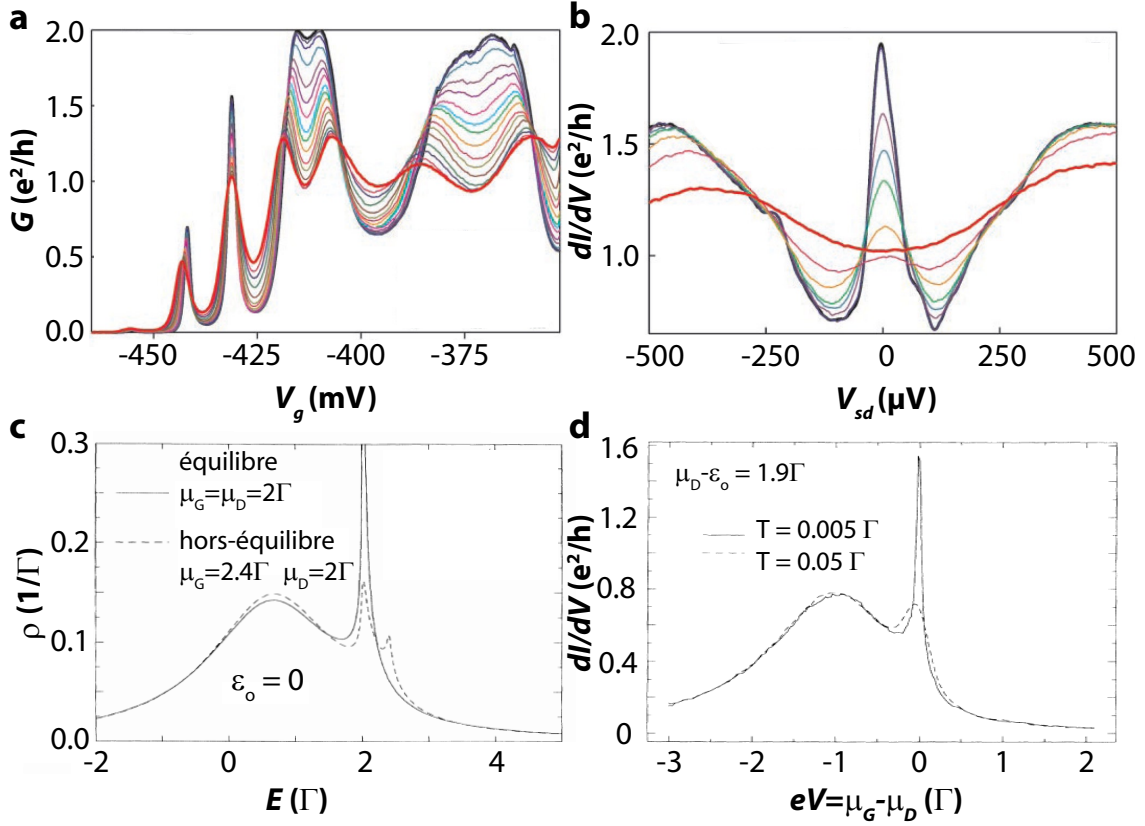 a
2.0
1.5
1.0
0.5
0.0
G (e²/h)
-450
-425
-400
-375
V_g (mV)
b
2.0
1.5
1.0
dI/dV (e²/h)
-500
-250
0
250
500
V_sd (µV)
c
0.3
0.2
0.1
0.0
ρ (1/Γ)
équilibre
μ_G=μ_D=2Γ
hors-équilibre
μ_G=2.4Γ μ_D=2Γ
ε_o = 0
-2
0
2
4
E (Γ)
d
1.6
1.2
0.8
0.4
0
dI/dV (e²/h)
μ_D-ε_o = 1.9Γ
T = 0.005 Γ
T = 0.05 Γ
-3
-2
-1
0
1
2
eV=μ_G-μ_D (Γ)